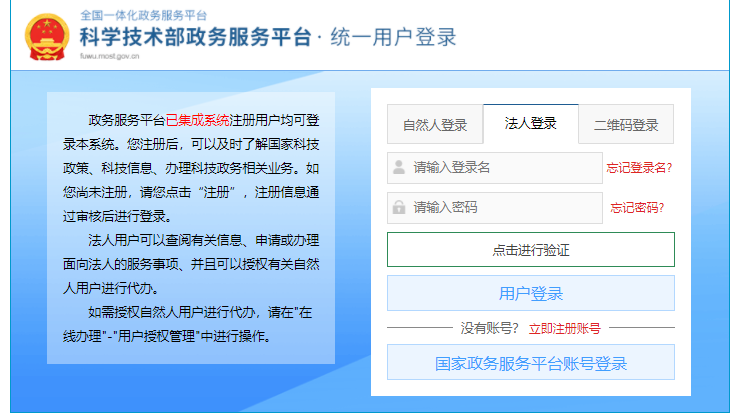 全国一体化政务服务平台
科学技术部政务服务平台·统一用户登录
fuwu.most.gov.cn
政务服务平台已集成系统注册用户均可登
录本系统。您注册后，可以及时了解国家科技
政策、科技信息、办理科技政务相关业务。如
您尚未注册，请您点击“注册”，注册信息通
过审核后进行登录。
法人用户可以查阅有关信息、申请或办理
面向法人的服务事项、并且可以授权有关自然
人用户进行代办。
如需授权自然人用户进行代办，请在"在
线办理"-"用户授权管理"中进行操作。
自然人登录
法人登录
二维码登录
请输入登录名
忘记登录名?
请输入密码
忘记密码?
点击进行验证
用户登录
没有账号? 立即注册账号
国家政务服务平台账号登录